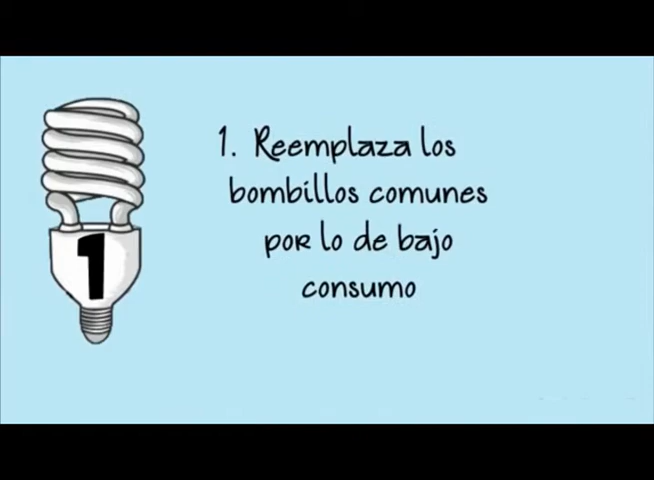 1
1. Reemplaza los
bombillos comunes
por lo de bajo
consumo